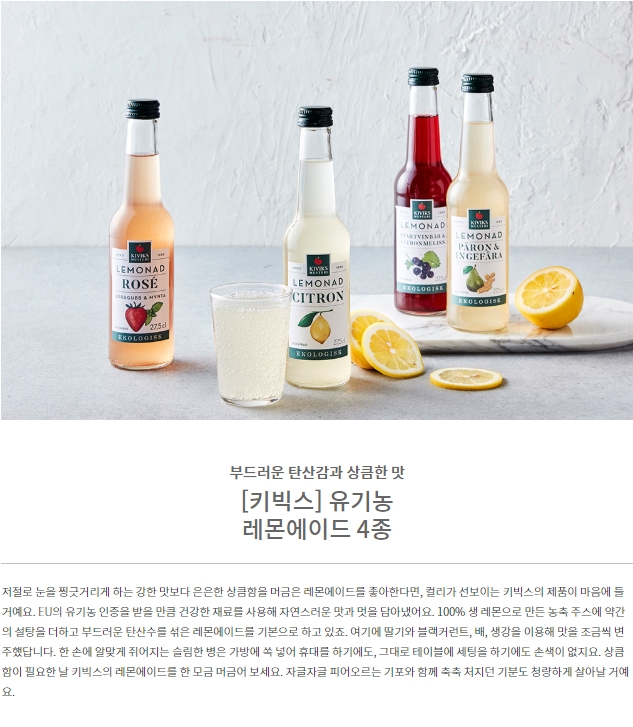 KIVIKS
MUSTERI
LEMONAD
ROSÉ
JORDGUBB & MYNTA
27,5 cl
EKOLOGISK
KIVIKS
MUSTERI
LEMONAD
CITRON
27,5 cl
EKOLOGISK
KIVIKS
MUSTERI
LEMONAD
SVARTVINBÄR &
CITRONMELISS
EKOLOGISK
KIVIKS
MUSTERI
LEMONAD
PÄRON &
INGEFÄRA
EKOLOGISK
부드러운 탄산감과 상큼한 맛
[키빅스] 유기농
레몬에이드 4종
저절로 눈을 찡긋거리게 하는 강한 맛보다 은은한 상큼함을 머금은 레몬에이드를 좋아한다면, 컬리가 선보이는 키빅스의 제품이 마음에 들
거예요. EU의 유기농 인증을 받을 만큼 건강한 재료를 사용해 자연스러운 맛과 멋을 담아냈어요. 100% 생 레몬으로 만든 농축 주스에 약간
의 설탕을 더하고 부드러운 탄산수를 섞은 레몬에이드를 기본으로 하고 있죠. 여기에 딸기와 블랙커런트, 배, 생강을 이용해 맛을 조금씩 변
주했답니다. 한 손에 알맞게 쥐어지는 슬림한 병은 가방에 쏙 넣어 휴대를 하기에도, 그대로 테이블에 세팅을 하기에도 손색이 없지요. 상큼
함이 필요한 날 키빅스의 레몬에이드를 한 모금 머금어 보세요. 자글자글 피어오르는 기포와 함께 축축 처지던 기분도 청량하게 살아날 거예
요.